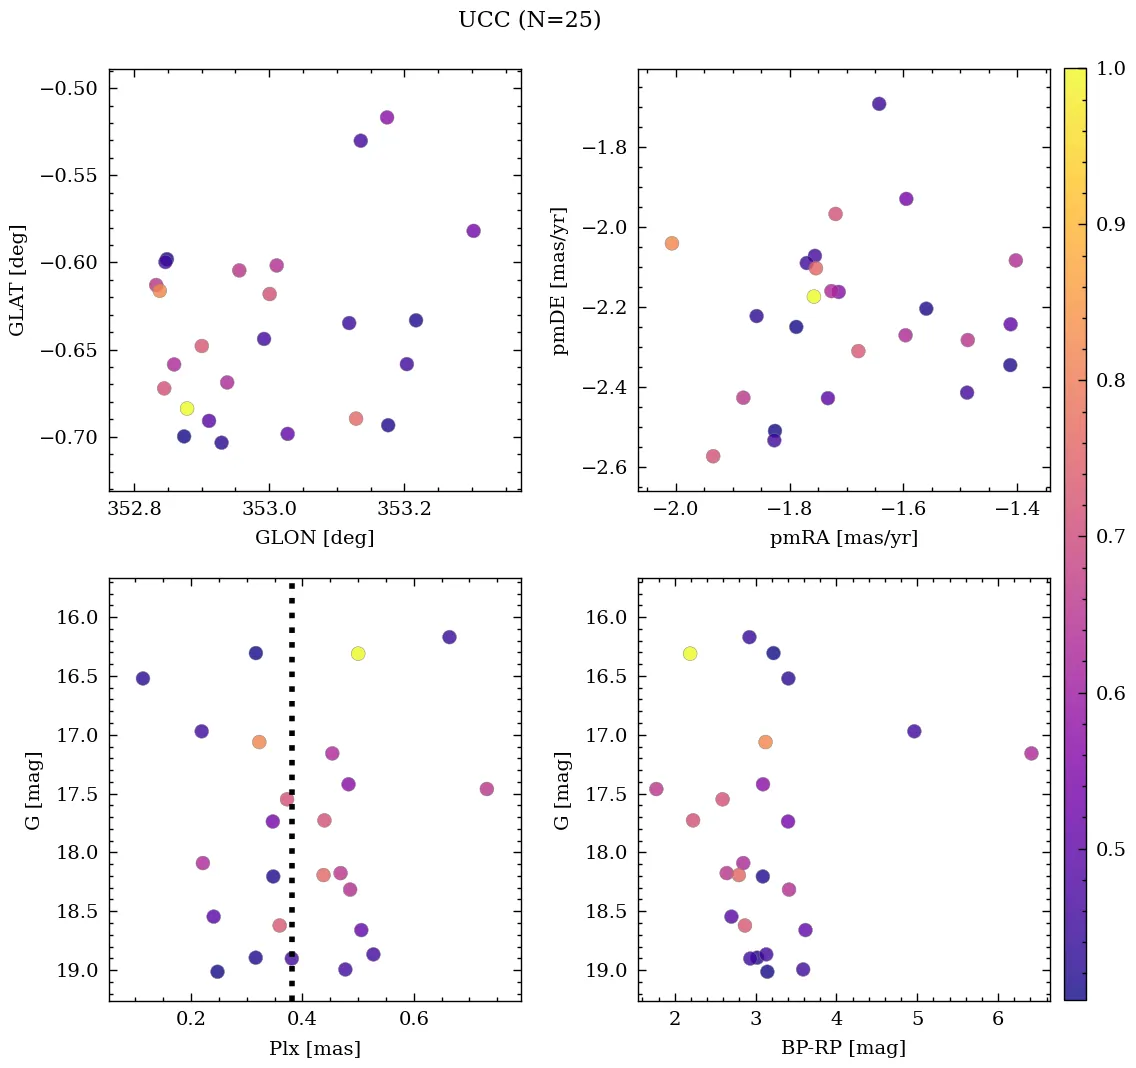 UCC (N=25)
−0.50
−0.55
−0.60
−0.65
−0.70
GLAT [deg]
352.8 353.0 353.2
GLON [deg]
−1.8
−2.0
−2.2
−2.4
−2.6
pmDE [mas/yr]
−2.0 −1.8 −1.6 −1.4
pmRA [mas/yr]
1.0
0.9
0.8
0.7
0.6
0.5
16.0
16.5
17.0
17.5
18.0
18.5
19.0
G [mag]
0.2 0.4 0.6
Plx [mas]
16.0
16.5
17.0
17.5
18.0
18.5
19.0
G [mag]
2 3 4 5 6
BP-RP [mag]